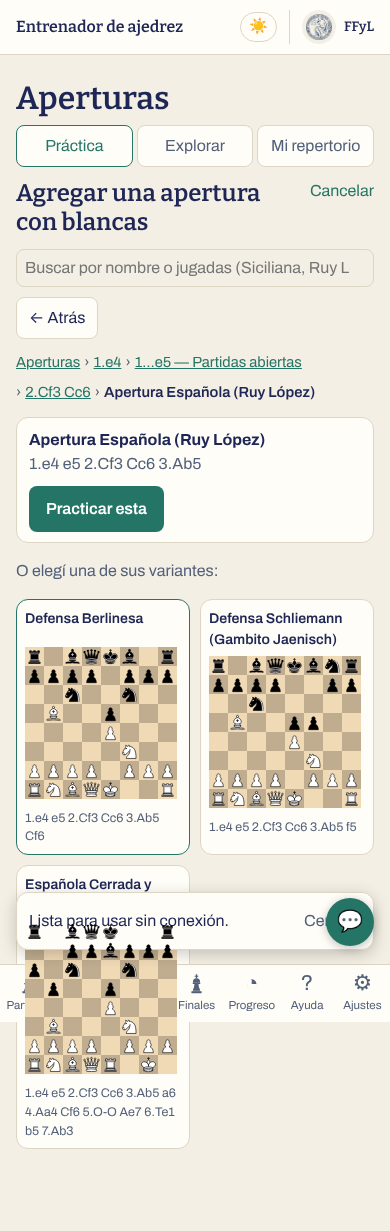 Entrenador de ajedrez
FFyL
Aperturas
Práctica
Explorar
Mi repertorio
Agregar una apertura
con blancas
Cancelar
Buscar por nombre o jugadas (Siciliana, Ruy L
← Atrás
Aperturas › 1.e4 › 1…e5 — Partidas abiertas
› 2.Cf3 Cc6 › Apertura Española (Ruy López)
Apertura Española (Ruy López)
1.e4 e5 2.Cf3 Cc6 3.Ab5
Practicar esta
O elegí una de sus variantes:
Defensa Berlinesa
1.e4 e5 2.Cf3 Cc6 3.Ab5
Cf6
Defensa Schliemann
(Gambito Jaenisch)
1.e4 e5 2.Cf3 Cc6 3.Ab5 f5
Española Cerrada y
Lista para usar sin conexión.
Finales
Progreso
? 
Ayuda
Ajustes
1.e4 e5 2.Cf3 Cc6 3.Ab5 a6
4.Aa4 Cf6 5.O-O Ae7 6.Te1
b5 7.Ab3